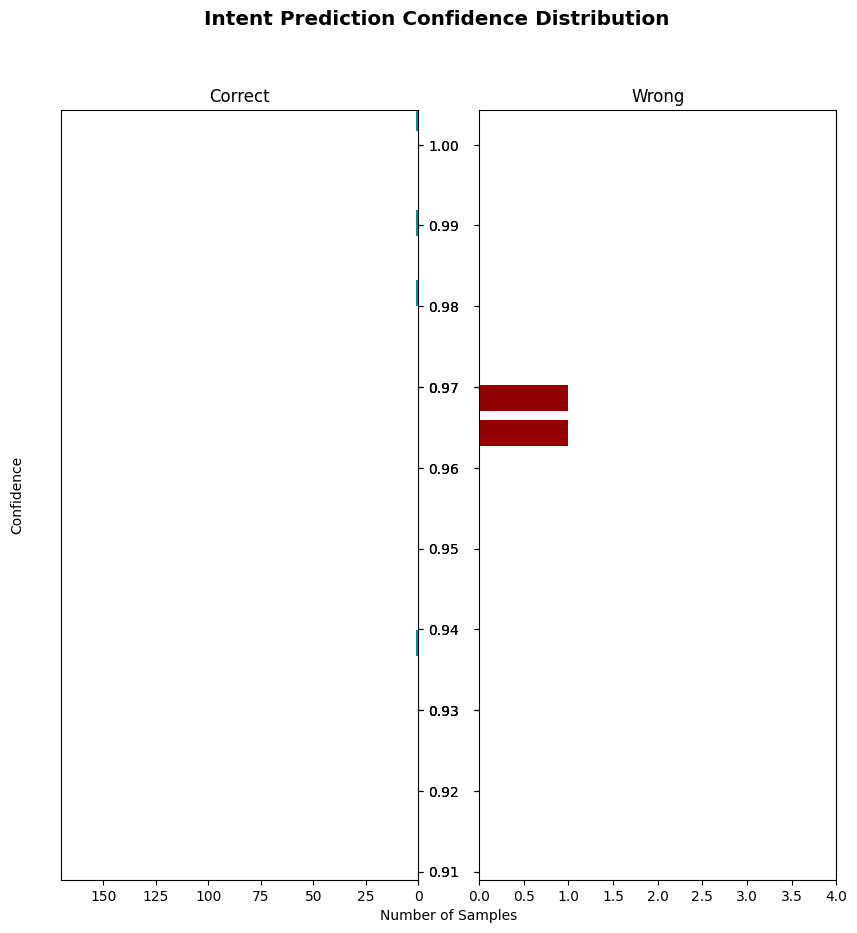 Intent Prediction Confidence Distribution
Correct
Wrong
1.00
0.99
0.98
0.97
0.96
0.95
0.94
0.93
0.92
0.91
Confidence
150 125 100 75 50 25 0
0.0 0.5 1.0 1.5 2.0 2.5 3.0 3.5 4.0
Number of Samples